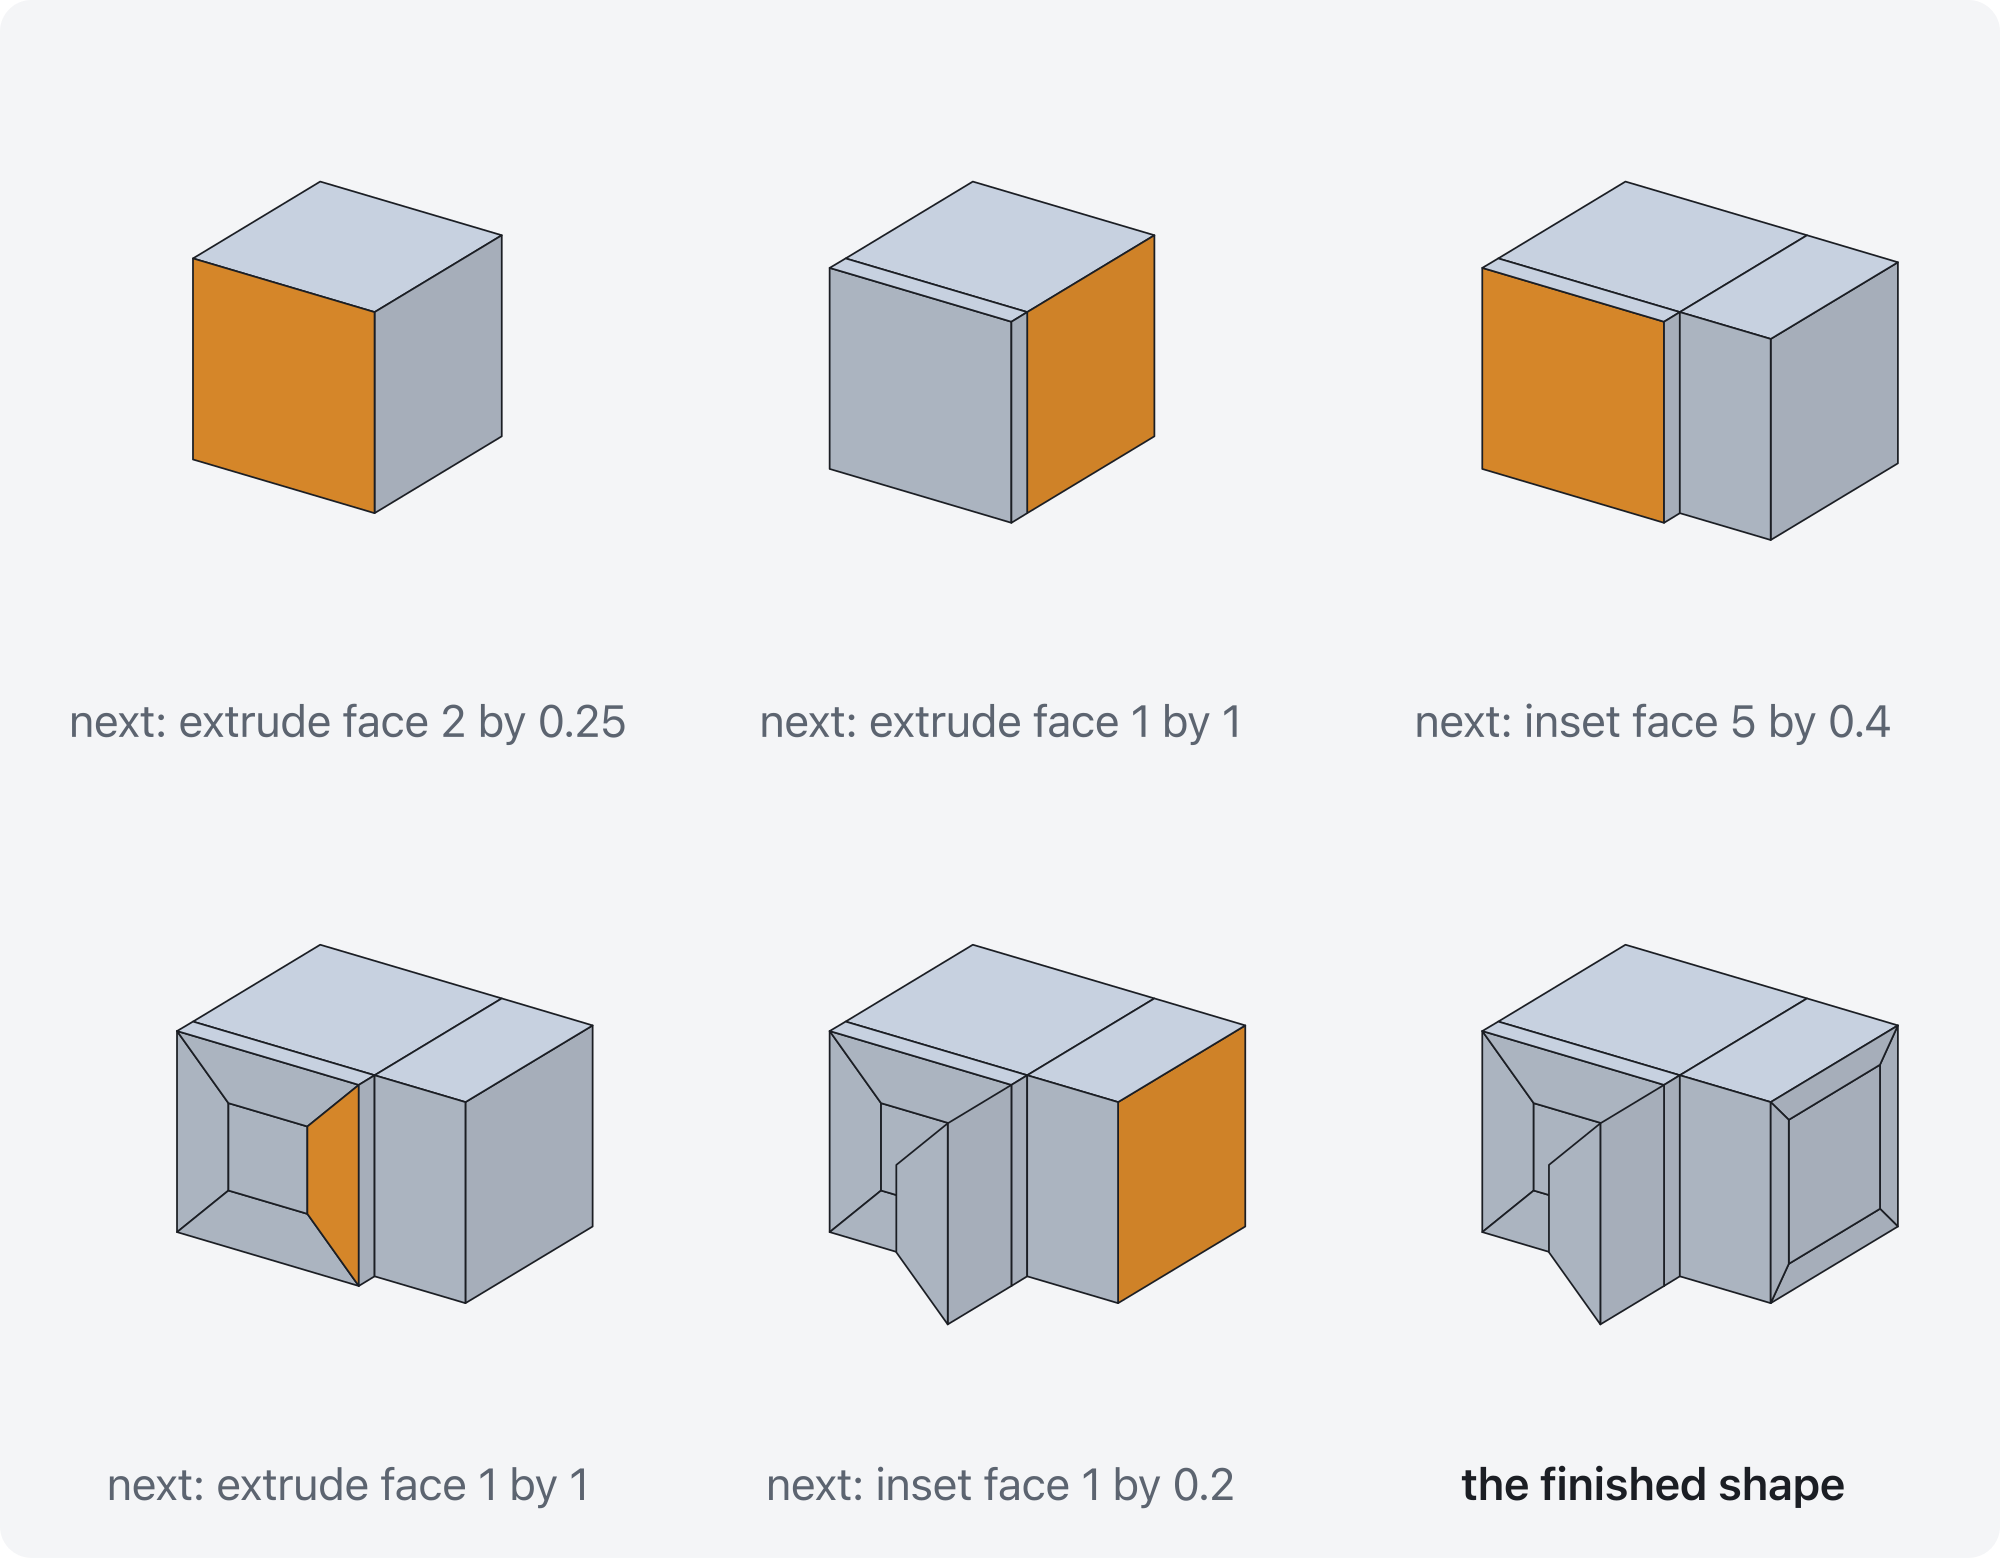 next: extrude face 2 by 0.25
next: extrude face 1 by 1
next: inset face 5 by 0.4
next: extrude face 1 by 1
next: inset face 1 by 0.2
the finished shape